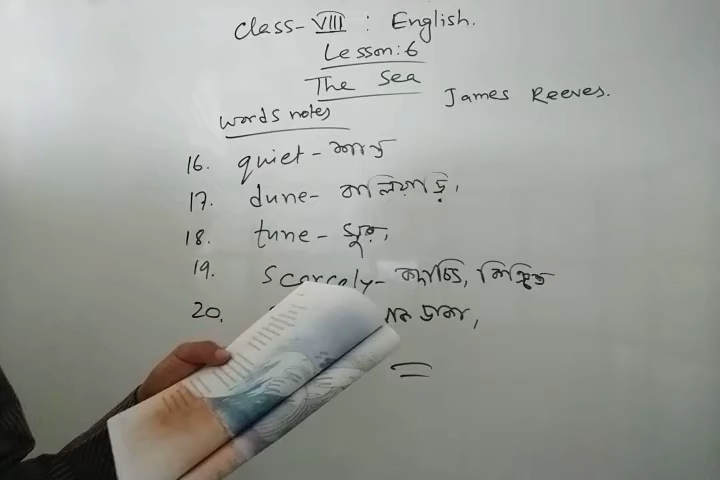 Class-VIII : English.
Lesson:6
The Sea
James Reeves.
words notes
16. quiet- শান্ত
17. dune- বালিয়াড়ি,
18. tune- সুর,
19. Scarcely- কদাচিৎ, কিঞ্চিত
20. ডাকা,